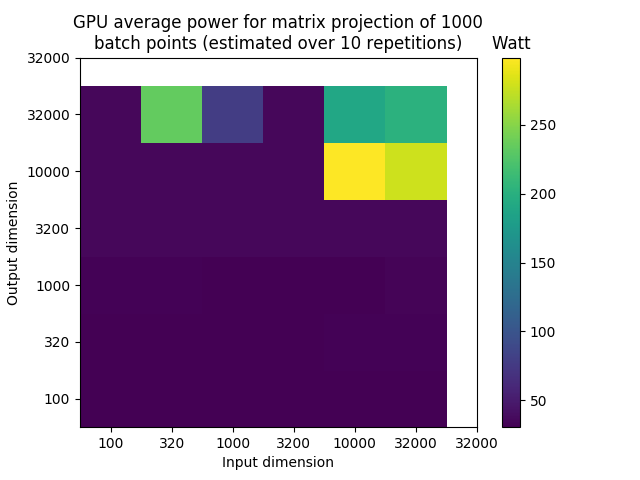 GPU average power for matrix projection of 1000
batch points (estimated over 10 repetitions)
Watt
32000
32000
10000
3200
1000
320
100
Output dimension
100 320 1000 3200 10000 32000 32000
Input dimension
250
200
150
100
50